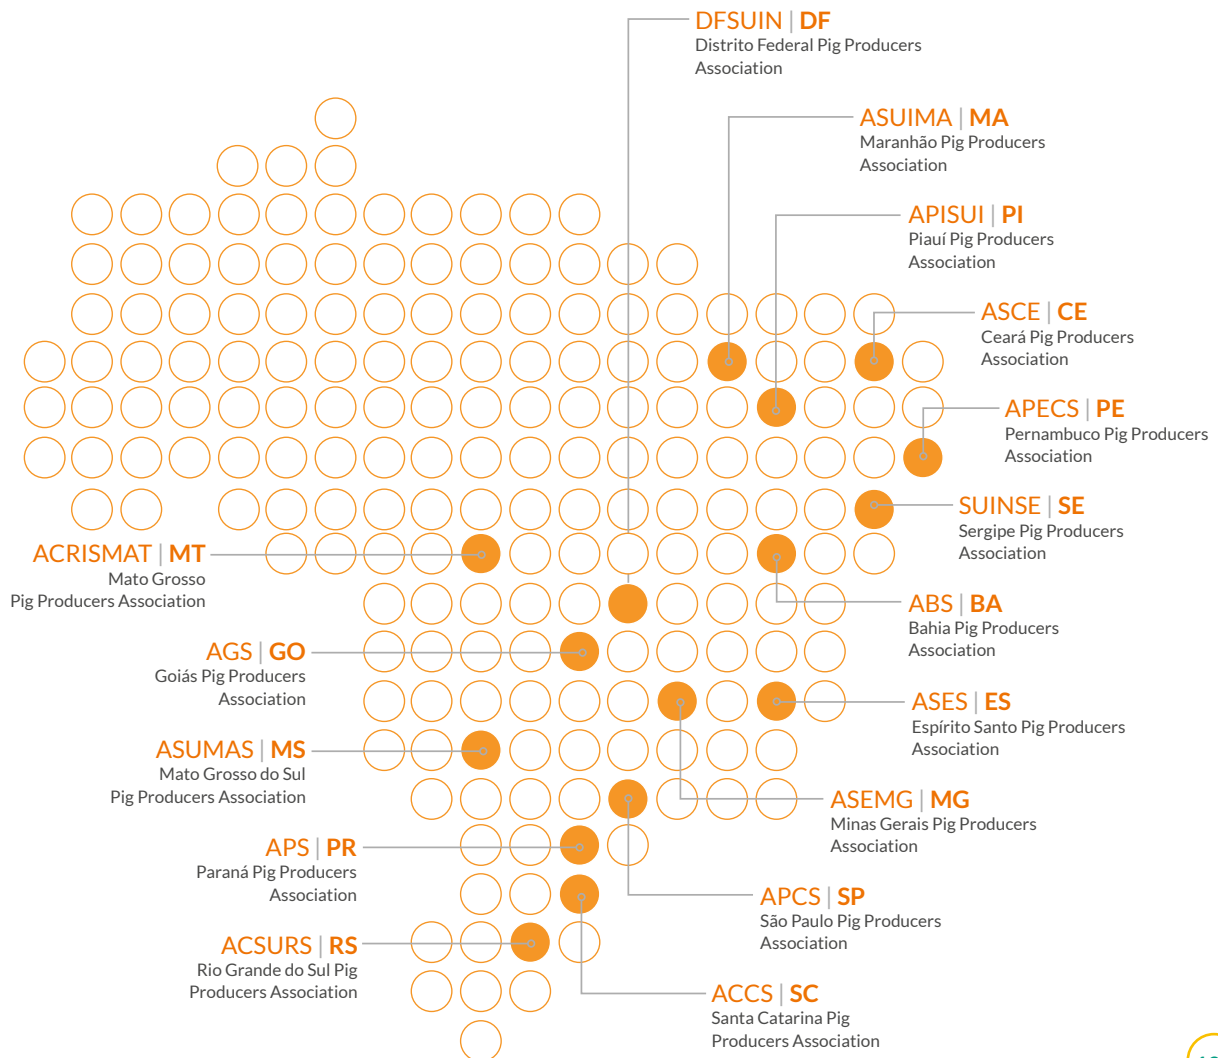 DFSUIN | DF
Distrito Federal Pig Producers
Association
ASUIMA | MA
Maranhão Pig Producers
Association
APISUI | PI
Piauí Pig Producers
Association
ASCE | CE
Ceará Pig Producers
Association
APECS | PE
Pernambuco Pig Producers
Association
SUINSE | SE
Sergipe Pig Producers
Association
ACRISMAT | MT
Mato Grosso
Pig Producers Association
ABS | BA
Bahia Pig Producers
Association
AGS | GO
Goiás Pig Producers
Association
ASES | ES
Espírito Santo Pig Producers
Association
ASUMAS | MS
Mato Grosso do Sul
Pig Producers Association
ASEMG | MG
Minas Gerais Pig Producers
Association
APS | PR
Paraná Pig Producers
Association
APCS | SP
São Paulo Pig Producers
Association
ACSURS | RS
Rio Grande do Sul Pig
Producers Association
ACCS | SC
Santa Catarina Pig
Producers Association